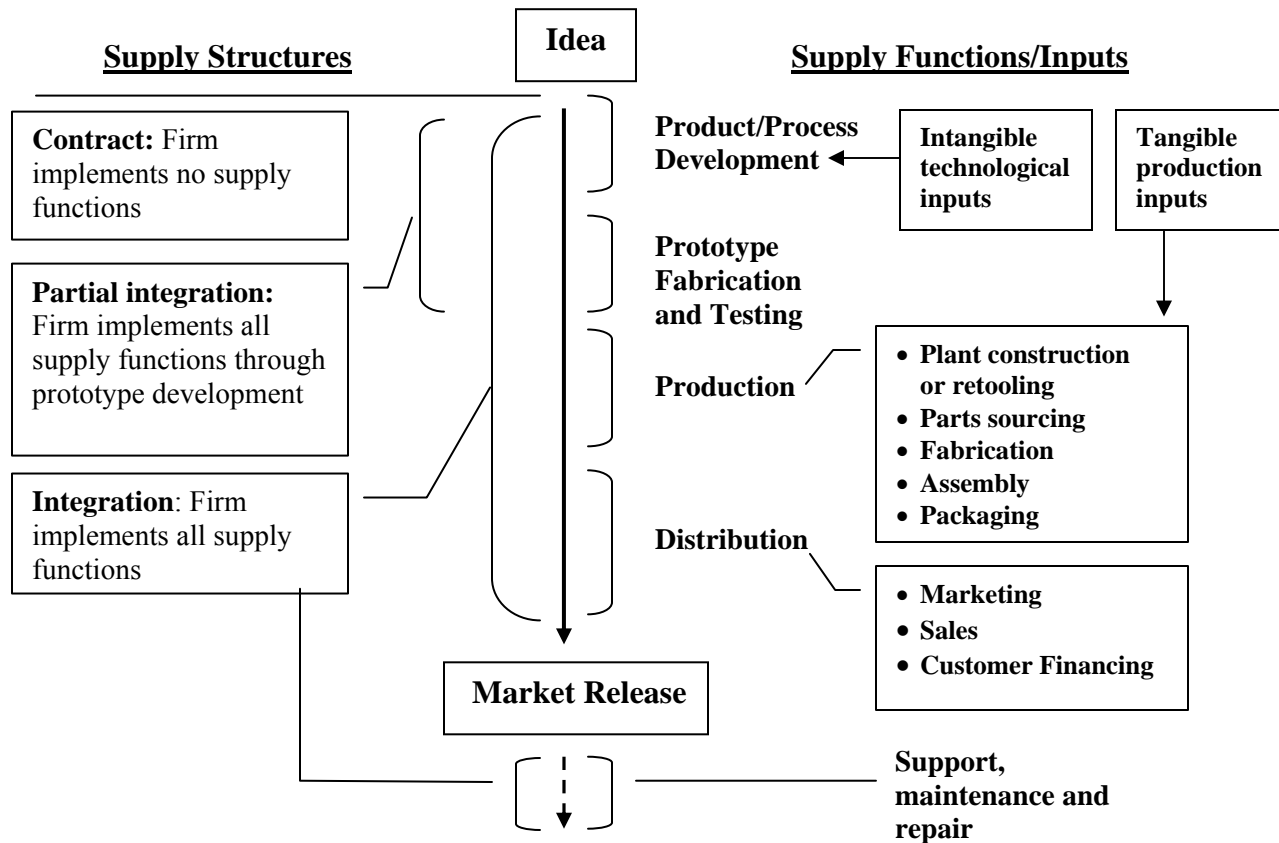 Idea
Supply Structures
Supply Functions/Inputs
Contract: Firm
implements no supply
functions
Partial integration:
Firm implements all
supply functions through
prototype development
Integration: Firm
implements all supply
functions
Product/Process
Development
Intangible
technological
inputs
Tangible
production
inputs
Prototype
Fabrication
and Testing
Production
• Plant construction
or retooling
• Parts sourcing
• Fabrication
• Assembly
• Packaging
Distribution
• Marketing
• Sales
• Customer Financing
Market Release
Support,
maintenance and
repair